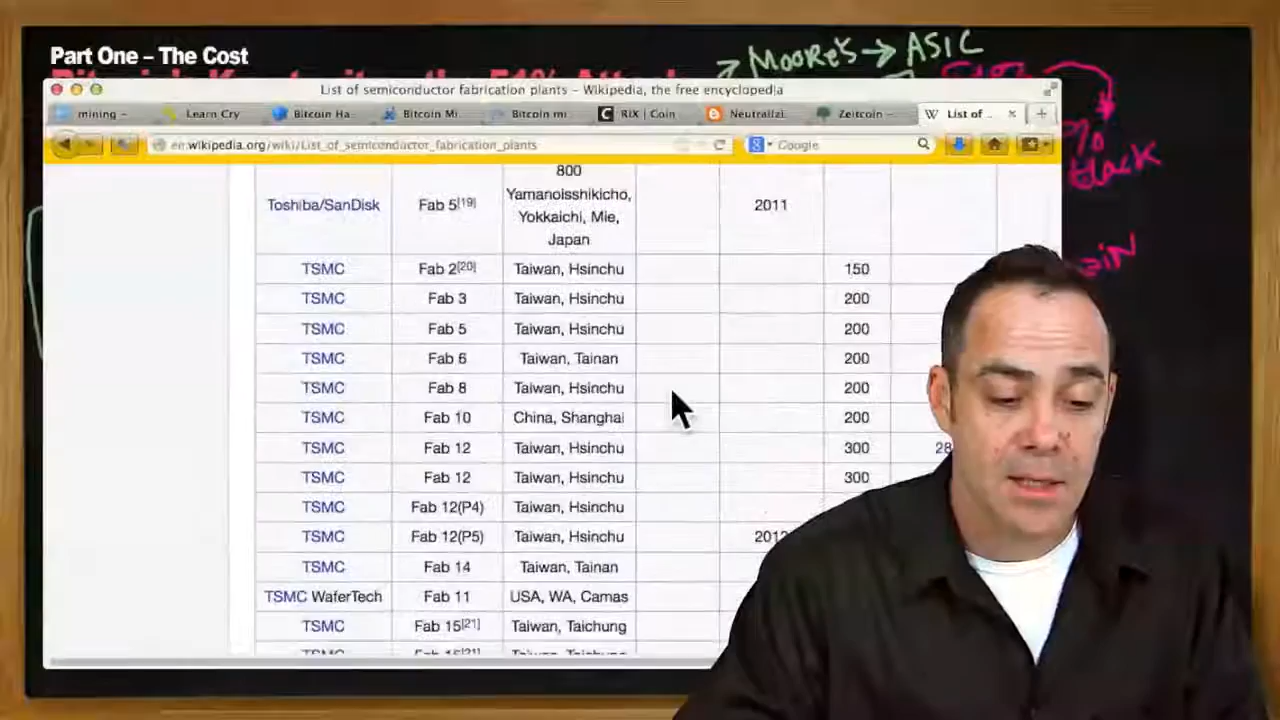 Part One – The Cost
Moore's → ASIC
List of semiconductor fabrication plants – Wikipedia, the free encyclopedia
mining – Learn Cry Bitcoin Ha... Bitcoin Mi... Bitcoin mi RIX | Coin Neutralizi Zeitcoin – W List of ...
en.wikipedia.org/wiki/List_of_semiconductor_fabrication_plants Google
800
Toshiba/SanDisk Fab 5[19] Yamanoisshikicho, 2011
Yokkaichi, Mie,
Japan
TSMC Fab 2[20] Taiwan, Hsinchu 150
TSMC Fab 3 Taiwan, Hsinchu 200
TSMC Fab 5 Taiwan, Hsinchu 200
TSMC Fab 6 Taiwan, Tainan 200
TSMC Fab 8 Taiwan, Hsinchu 200
TSMC Fab 10 China, Shanghai 200
TSMC Fab 12 Taiwan, Hsinchu 300 28
TSMC Fab 12 Taiwan, Hsinchu 300
TSMC Fab 12(P4) Taiwan, Hsinchu
TSMC Fab 12(P5) Taiwan, Hsinchu 201
TSMC Fab 14 Taiwan, Tainan
TSMC WaferTech Fab 11 USA, WA, Camas
TSMC Fab 15[21] Taiwan, Taichung